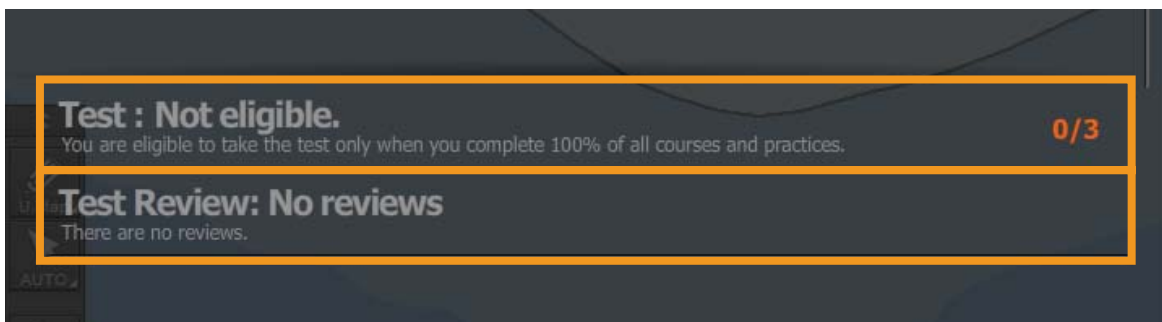 Test : Not eligible.
You are eligible to take the test only when you complete 100% of all courses and practices.
0/3
Test Review: No reviews
There are no reviews.
AUTO